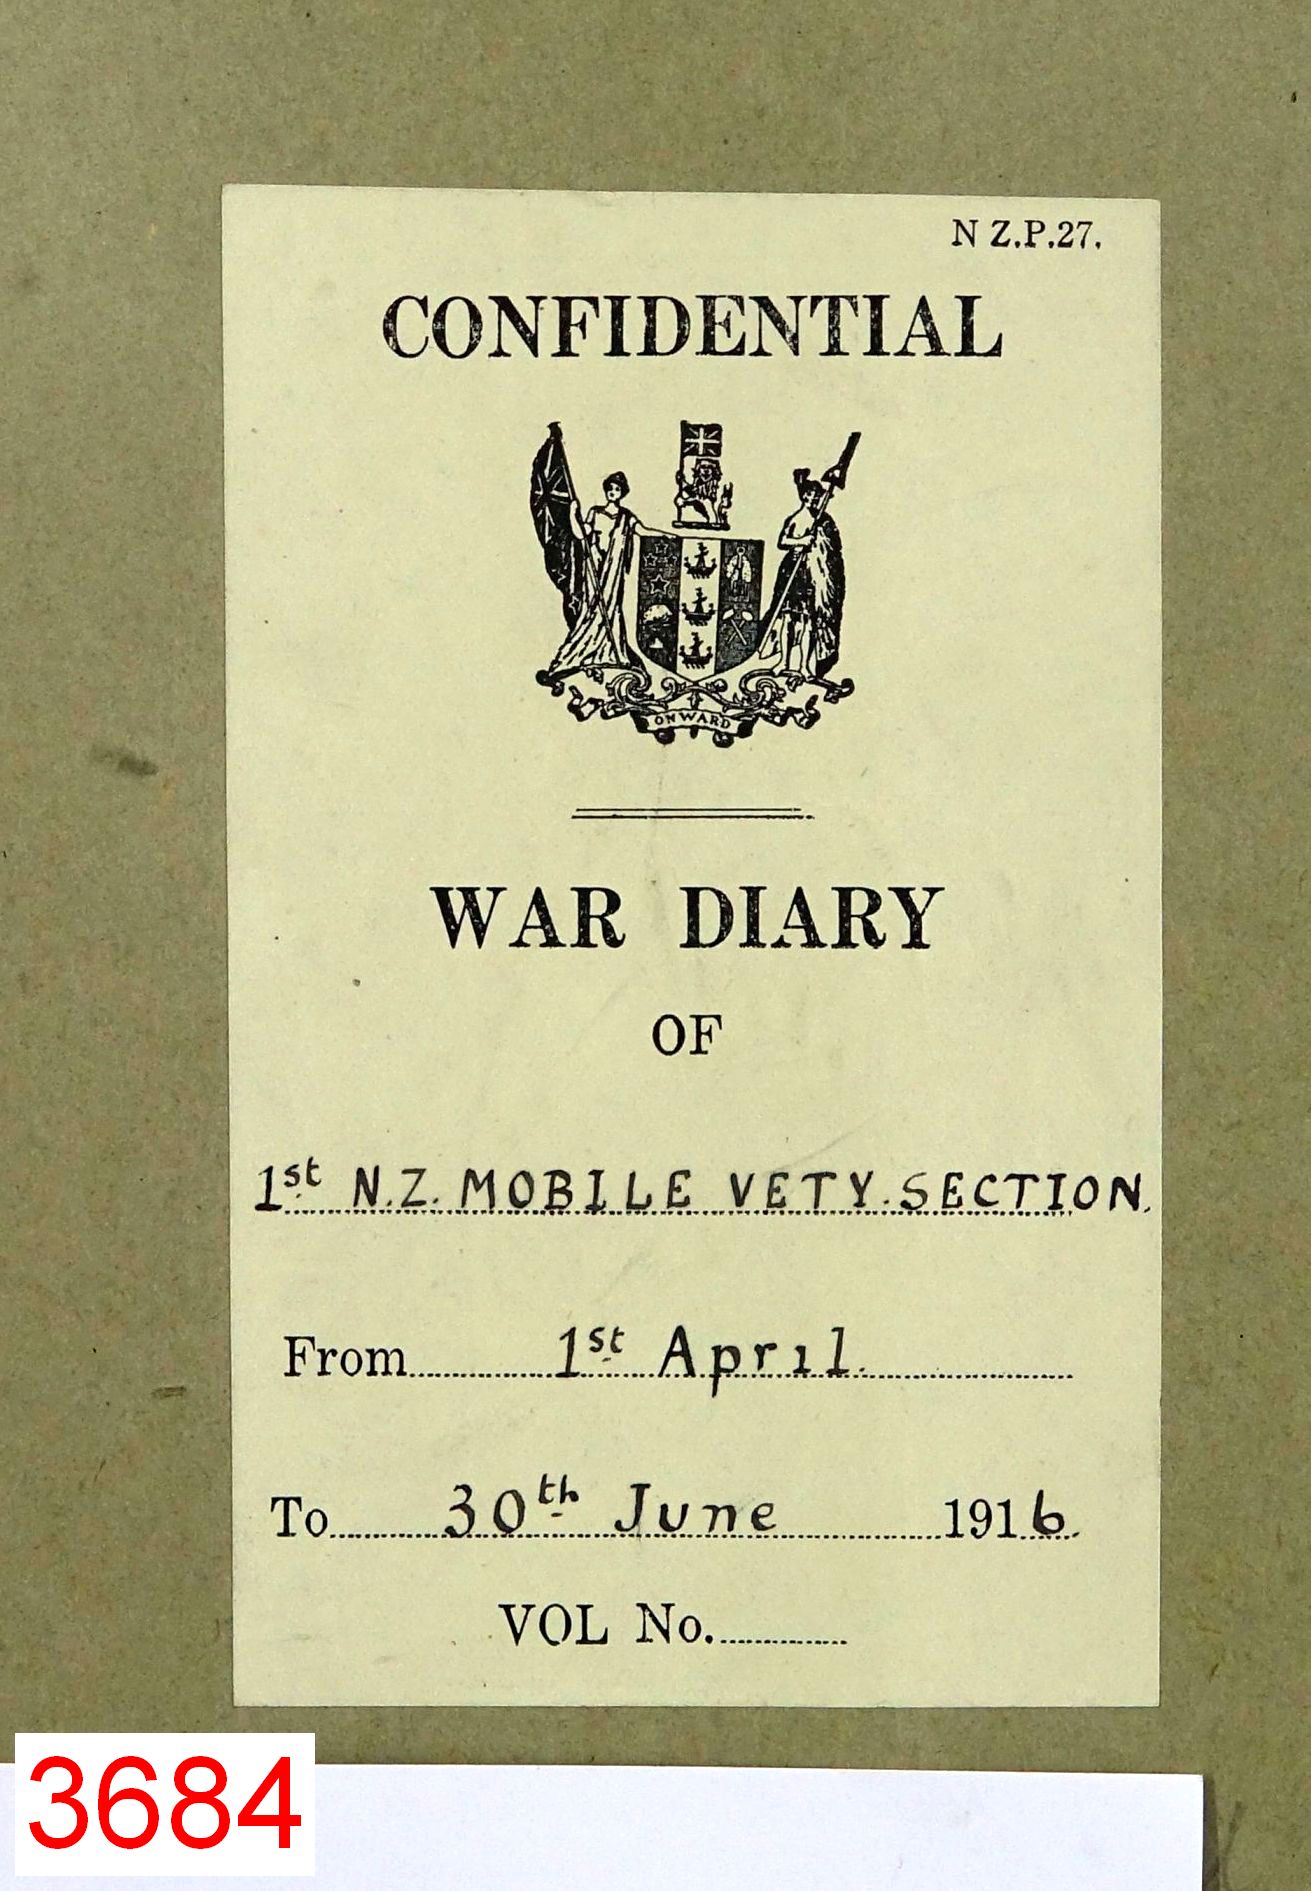 N Z.P.27.
CONFIDENTIAL
ONWARD
WAR DIARY
OF
1st N.Z. MOBILE VETY. SECTION.
From 1st April.
To 30th June 1916.
VOL No.
3684